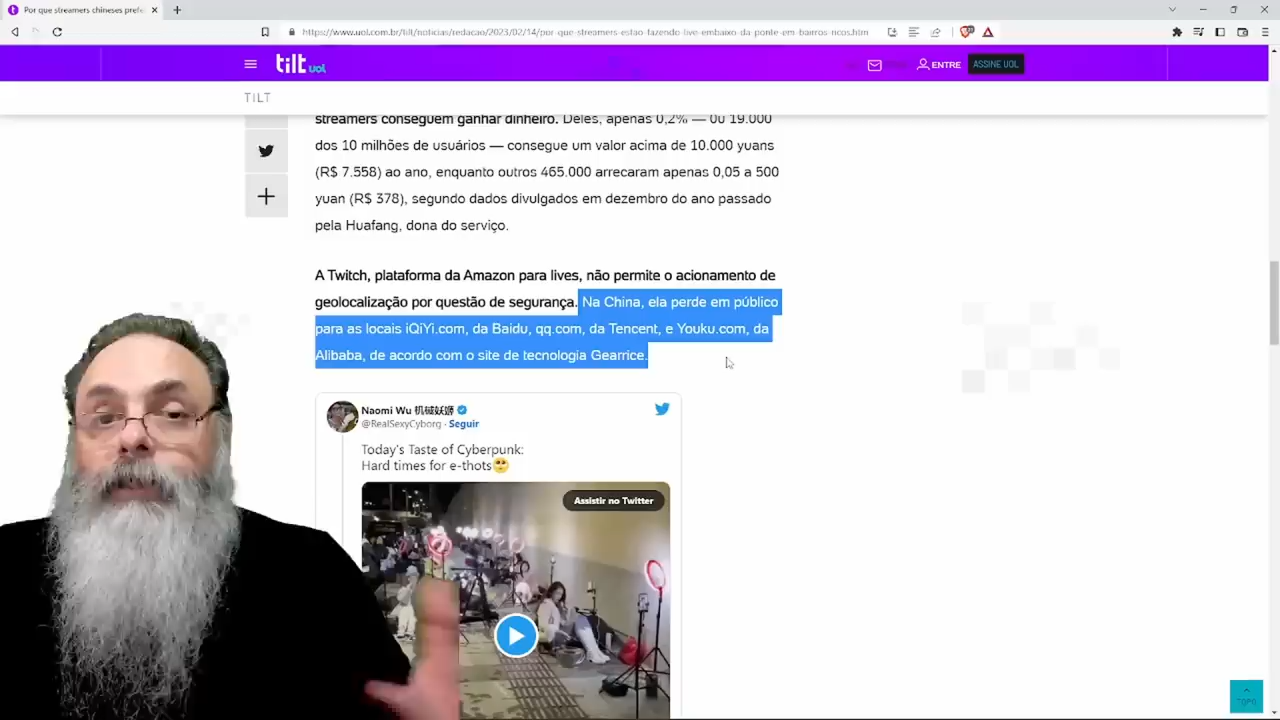 Por que streamers chineses prefe
https://www.uol.com.br/tilt/noticias/redacao/2023/02/14/por-que-streamers-estao-fazendo-live-embaixo-da-ponte-em-bairros-ricos.htm
tilt uol
ENTRE
ASSINE UOL
TILT
streamers conseguem ganhar dinheiro. Deles, apenas 0,2% — ou 19.000
dos 10 milhões de usuários — consegue um valor acima de 10.000 yuans
(R$ 7.558) ao ano, enquanto outros 465.000 arrecaram apenas 0,05 a 500
yuan (R$ 378), segundo dados divulgados em dezembro do ano passado
pela Huafang, dona do serviço.
A Twitch, plataforma da Amazon para lives, não permite o acionamento de
geolocalização por questão de segurança. Na China, ela perde em público
para as locais iQiYi.com, da Baidu, qq.com, da Tencent, e Youku.com, da
Alibaba, de acordo com o site de tecnologia Gearrice.
Naomi Wu 机械妖姬
@RealSexyCyborg · Seguir
Today's Taste of Cyberpunk:
Hard times for e-thots
Assistir no Twitter
TOPO